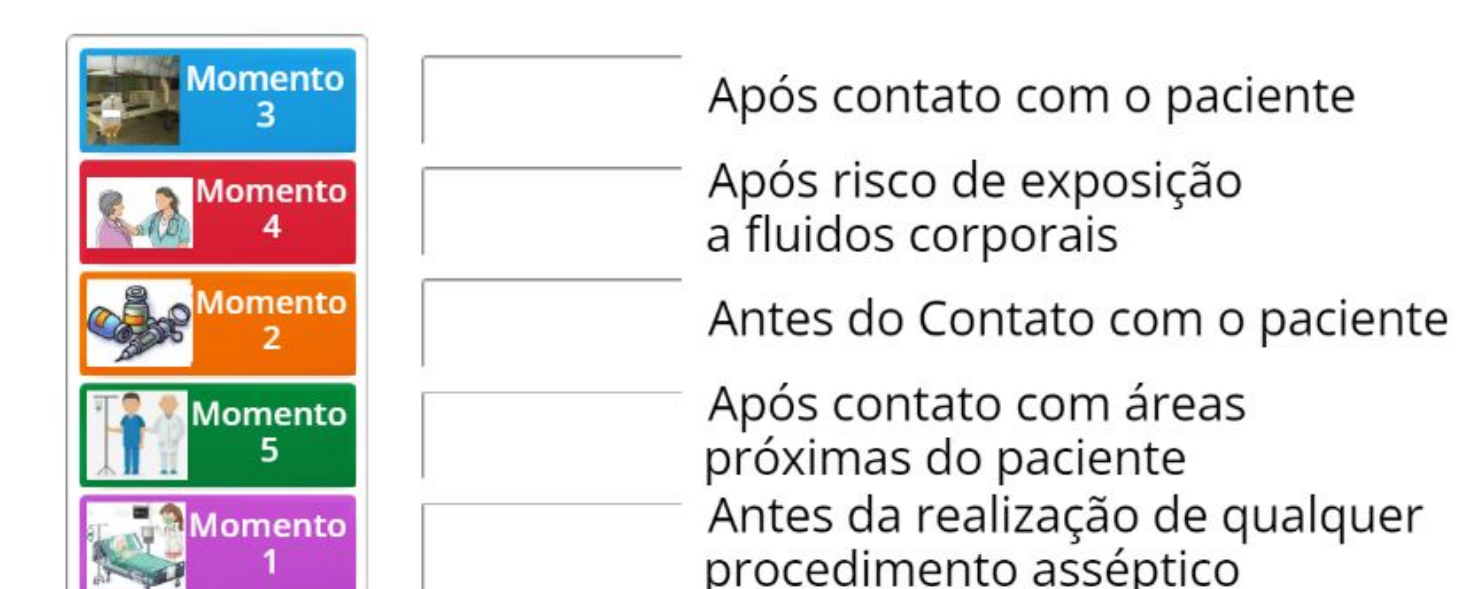 Momento
3
Após contato com o paciente
Momento
4
Após risco de exposição
a fluidos corporais
Momento
2
Antes do Contato com o paciente
Momento
5
Após contato com áreas
próximas do paciente
Momento
1
Antes da realização de qualquer
procedimento asséptico